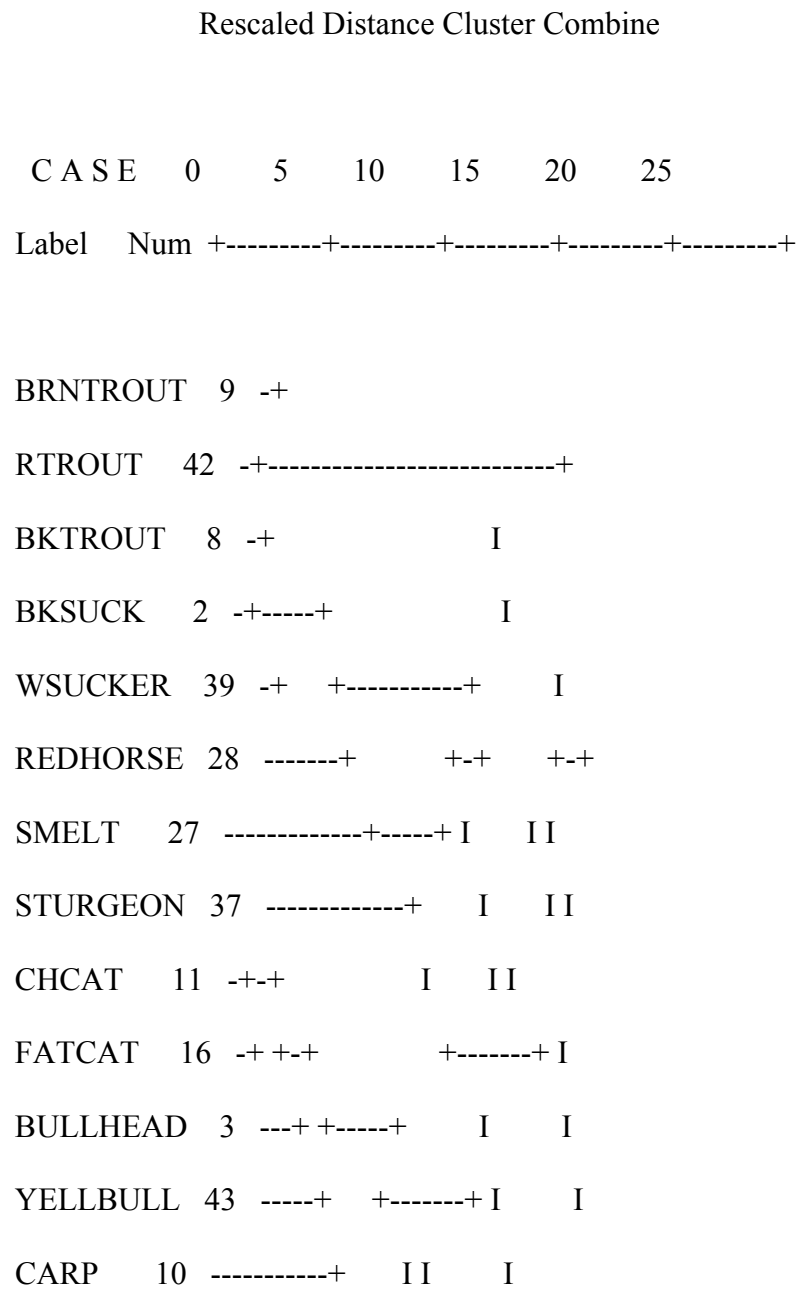 Rescaled Distance Cluster Combine
C A S E 0 5 10 15 20 25
Label Num +---------+---------+---------+---------+---------+
BRNTROUT 9 -+
RTROUT 42 -+---------------------------+
BKTROUT 8 -+ I
BKSUCK 2 -+-----+ I
WSUCKER 39 -+ +-----------+ I
REDHORSE 28 -------+ +-+ +-+
SMELT 27 -------------+-----+ I I I
STURGEON 37 -------------+ I I I
CHCAT 11 -+-+ I I I
FATCAT 16 -+ +-+ +-------+ I
BULLHEAD 3 ---+ +-----+ I I
YELLBULL 43 -----+ +-------+ I I
CARP 10 -----------+ I I I